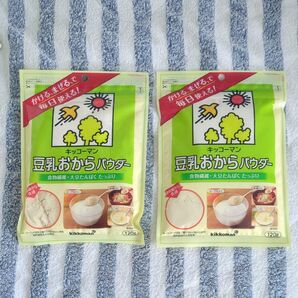 かける、まぜるで
毎日使える!
キッコーマン
豆乳おからパウダー
食物繊維・大豆たんぱく たっぷり
kikkoman
120g
かける、まぜるで
毎日使える!
キッコーマン
豆乳おからパウダー
食物繊維・大豆たんぱく たっぷり
kikkoman
120g